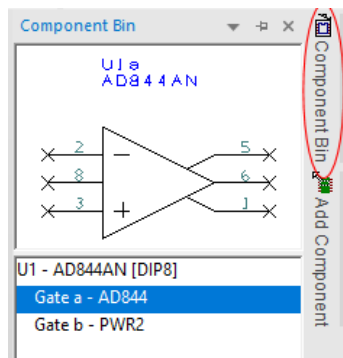 Component Bin
U1a
AD844AN
2
8
3
5
6
1
U1 - AD844AN [DIP8]
Gate a - AD844
Gate b - PWR2
Component Bin
Add Component